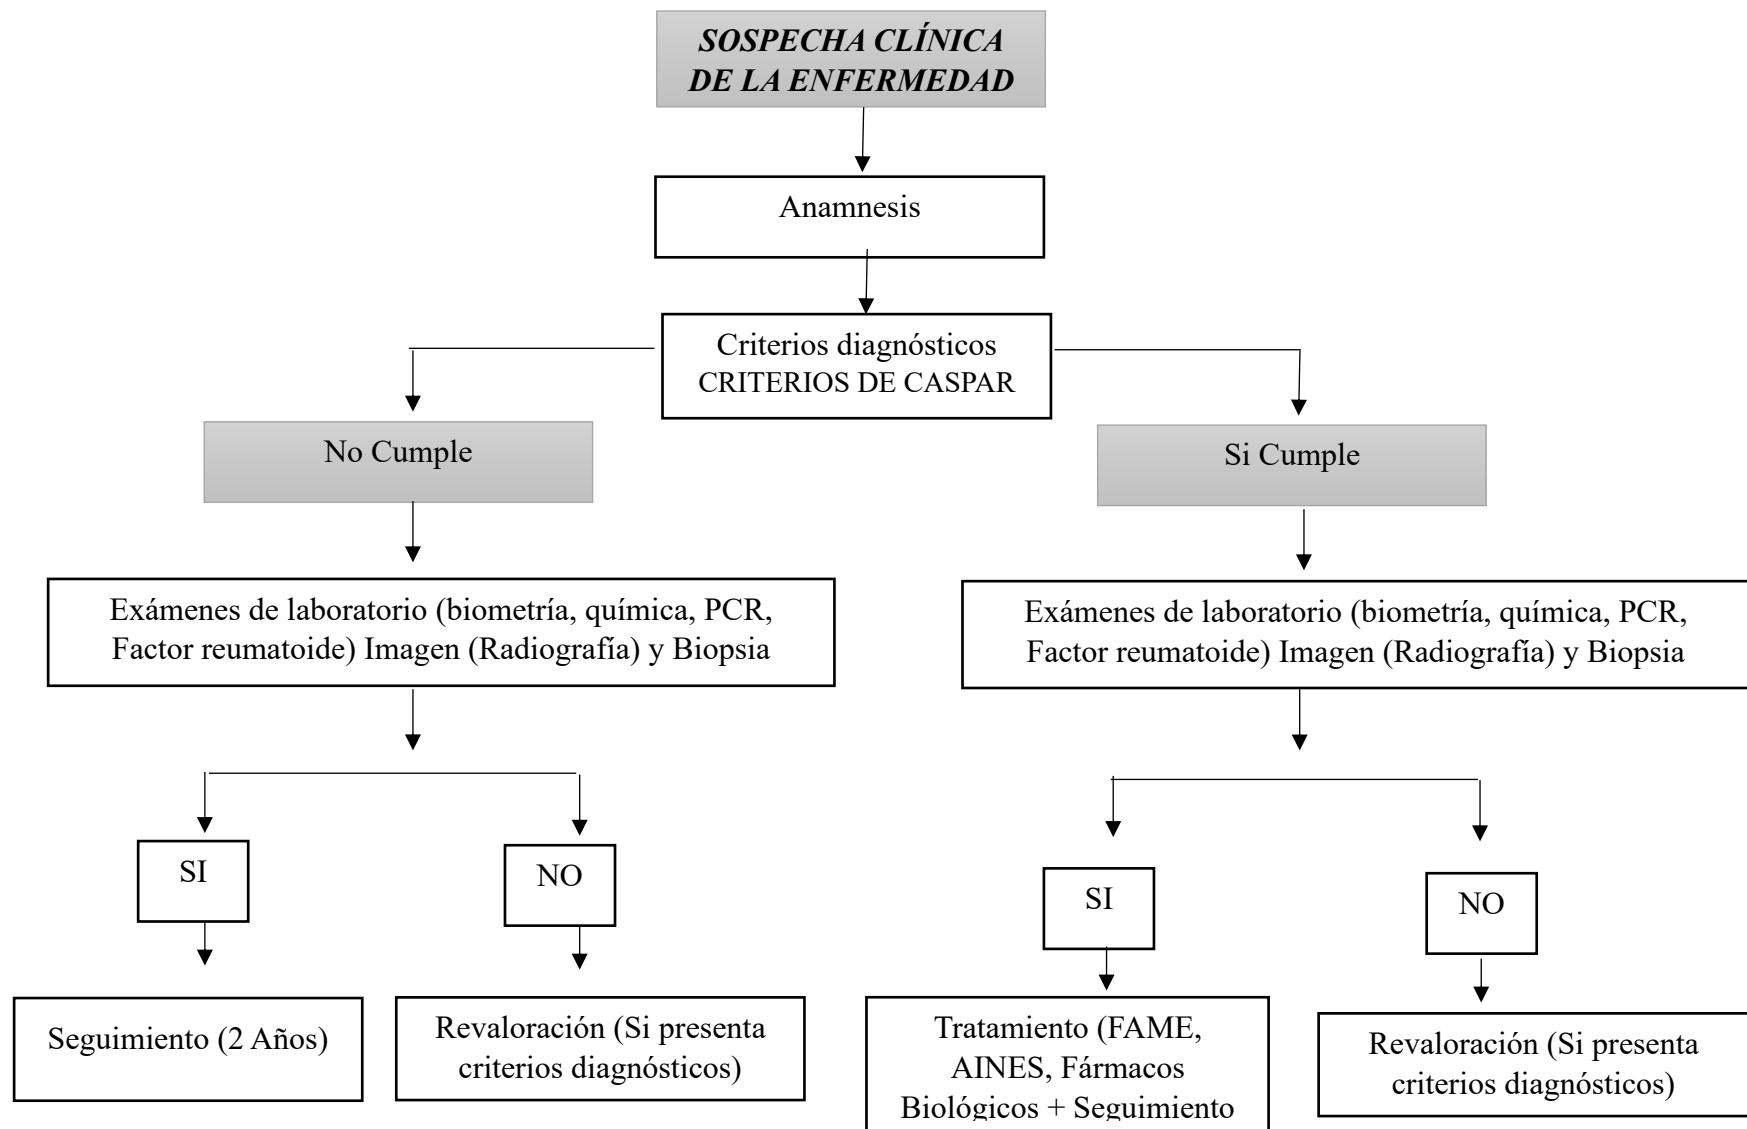 SOSPECHA CLÍNICA
DE LA ENFERMEDAD
Anamnesis
Criterios diagnósticos
CRITERIOS DE CASPAR
No Cumple
Si Cumple
Exámenes de laboratorio (biometría, química, PCR,
Factor reumatoide) Imagen (Radiografía) y Biopsia
Exámenes de laboratorio (biometría, química, PCR,
Factor reumatoide) Imagen (Radiografía) y Biopsia
SI
NO
SI
NO
Seguimiento (2 Años)
Revaloración (Si presenta
criterios diagnósticos)
Tratamiento (FAME,
AINES, Fármacos
Biológicos + Seguimiento
Revaloración (Si presenta
criterios diagnósticos)